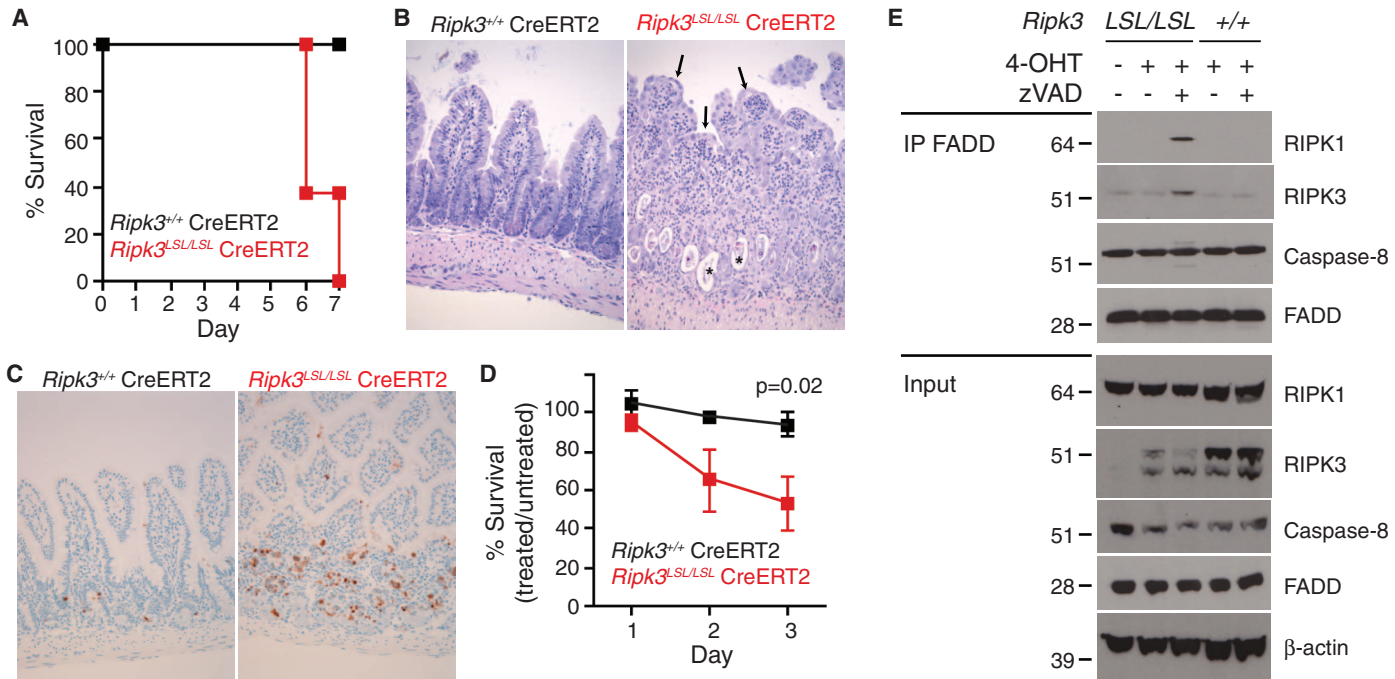 A
% Survival
100
80
60
40
20
0
0 1 2 3 4 5 6 7
Day
Ripk3+/+ CreERT2
Ripk3LSL/LSL CreERT2
B
Ripk3+/+ CreERT2 Ripk3LSL/LSL CreERT2
* *
C
Ripk3+/+ CreERT2 Ripk3LSL/LSL CreERT2
D
p=0.02
% Survival
(treated/untreated)
100
80
60
40
20
0
1 2 3
Day
Ripk3+/+ CreERT2
Ripk3LSL/LSL CreERT2
E
Ripk3 LSL/LSL +/+
4-OHT - + + + +
zVAD - - + - +
IP FADD
64 RIPK1
51 RIPK3
51 Caspase-8
28 FADD
Input
64 RIPK1
51 RIPK3
51 Caspase-8
28 FADD
39 β-actin